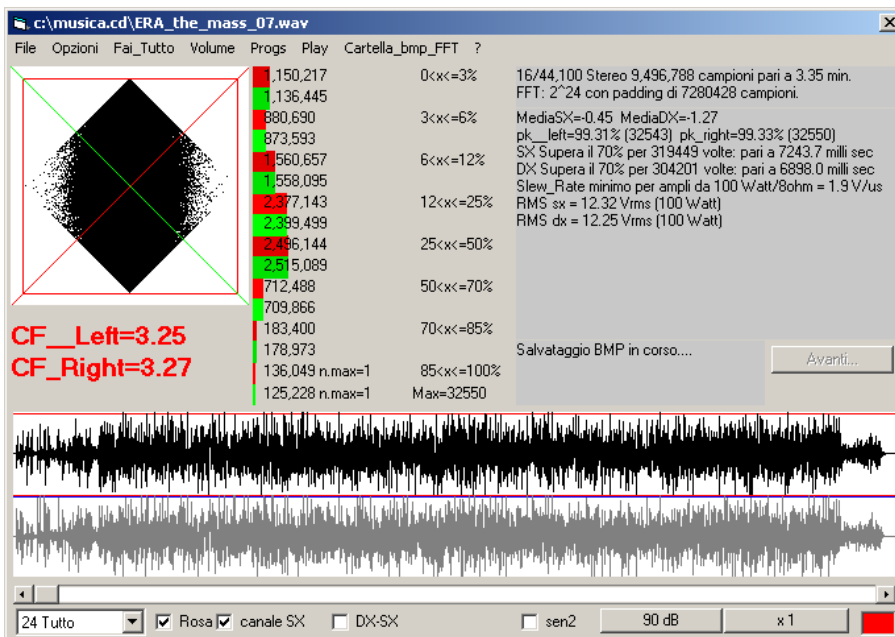 c:\musica.cd\ERA_the_mass_07.wav
File Opzioni Fai_Tutto Volume Progs Play Cartella_bmp_FFT ?
1,150,217 0<x<=3%
1,136,445
880,690 3<x<=6%
873,593
1,560,657 6<x<=12%
1,558,095
2,377,143 12<x<=25%
2,399,499
2,496,144 25<x<=50%
2,515,089
712,488 50<x<=70%
709,866
183,400 70<x<=85%
178,973
136,049 n.max=1 85<x<=100%
125,228 n.max=1 Max=32550
CF__Left=3.25
CF_Right=3.27
16/44,100 Stereo 9,496,788 campioni pari a 3.35 min.
FFT: 2^24 con padding di 7280428 campioni.
MediaSX=-0.45 MediaDX=-1.27
pk__left=99.31% (32543) pk_right=99.33% (32550)
SX Supera il 70% per 319449 volte: pari a 7243.7 milli sec
DX Supera il 70% per 304201 volte: pari a 6898.0 milli sec
Slew_Rate minimo per ampli da 100 Watt/8ohm = 1.9 V/us
RMS sx = 12.32 Vrms (100 Watt)
RMS dx = 12.25 Vrms (100 Watt)
Salvataggio BMP in corso....
Avanti...
24 Tutto Rosa canale SX DX-SX sen2 90 dB x 1